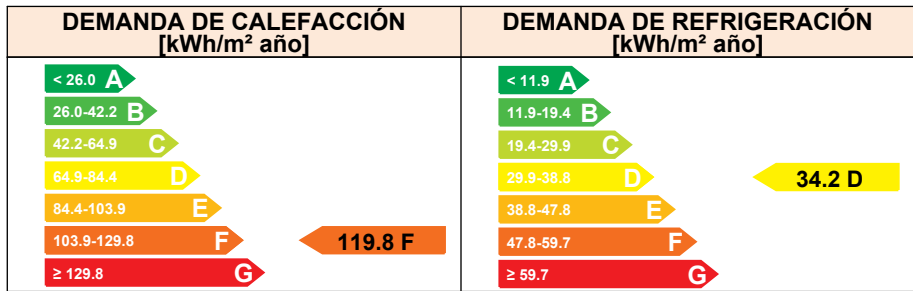 DEMANDA DE CALEFACCIÓN
[kWh/m² año]
< 26.0 A
26.0-42.2 B
42.2-64.9 C
64.9-84.4 D
84.4-103.9 E
103.9-129.8 F
119.8 F
≥ 129.8 G
DEMANDA DE REFRIGERACIÓN
[kWh/m² año]
< 11.9 A
11.9-19.4 B
19.4-29.9 C
29.9-38.8 D
34.2 D
38.8-47.8 E
47.8-59.7 F
≥ 59.7 G